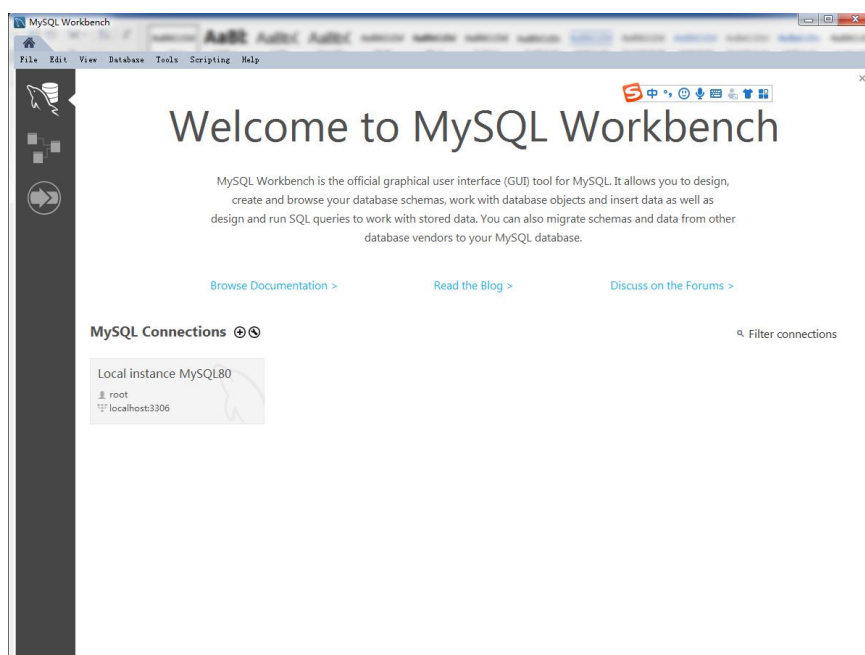 MySQL Workbench
File Edit View Database Tools Scripting Help
中
Welcome to MySQL Workbench
MySQL Workbench is the official graphical user interface (GUI) tool for MySQL. It allows you to design,
create and browse your database schemas, work with database objects and insert data as well as
design and run SQL queries to work with stored data. You can also migrate schemas and data from other
database vendors to your MySQL database.
Browse Documentation > Read the Blog > Discuss on the Forums >
MySQL Connections
Filter connections
Local instance MySQL80
root
localhost:3306